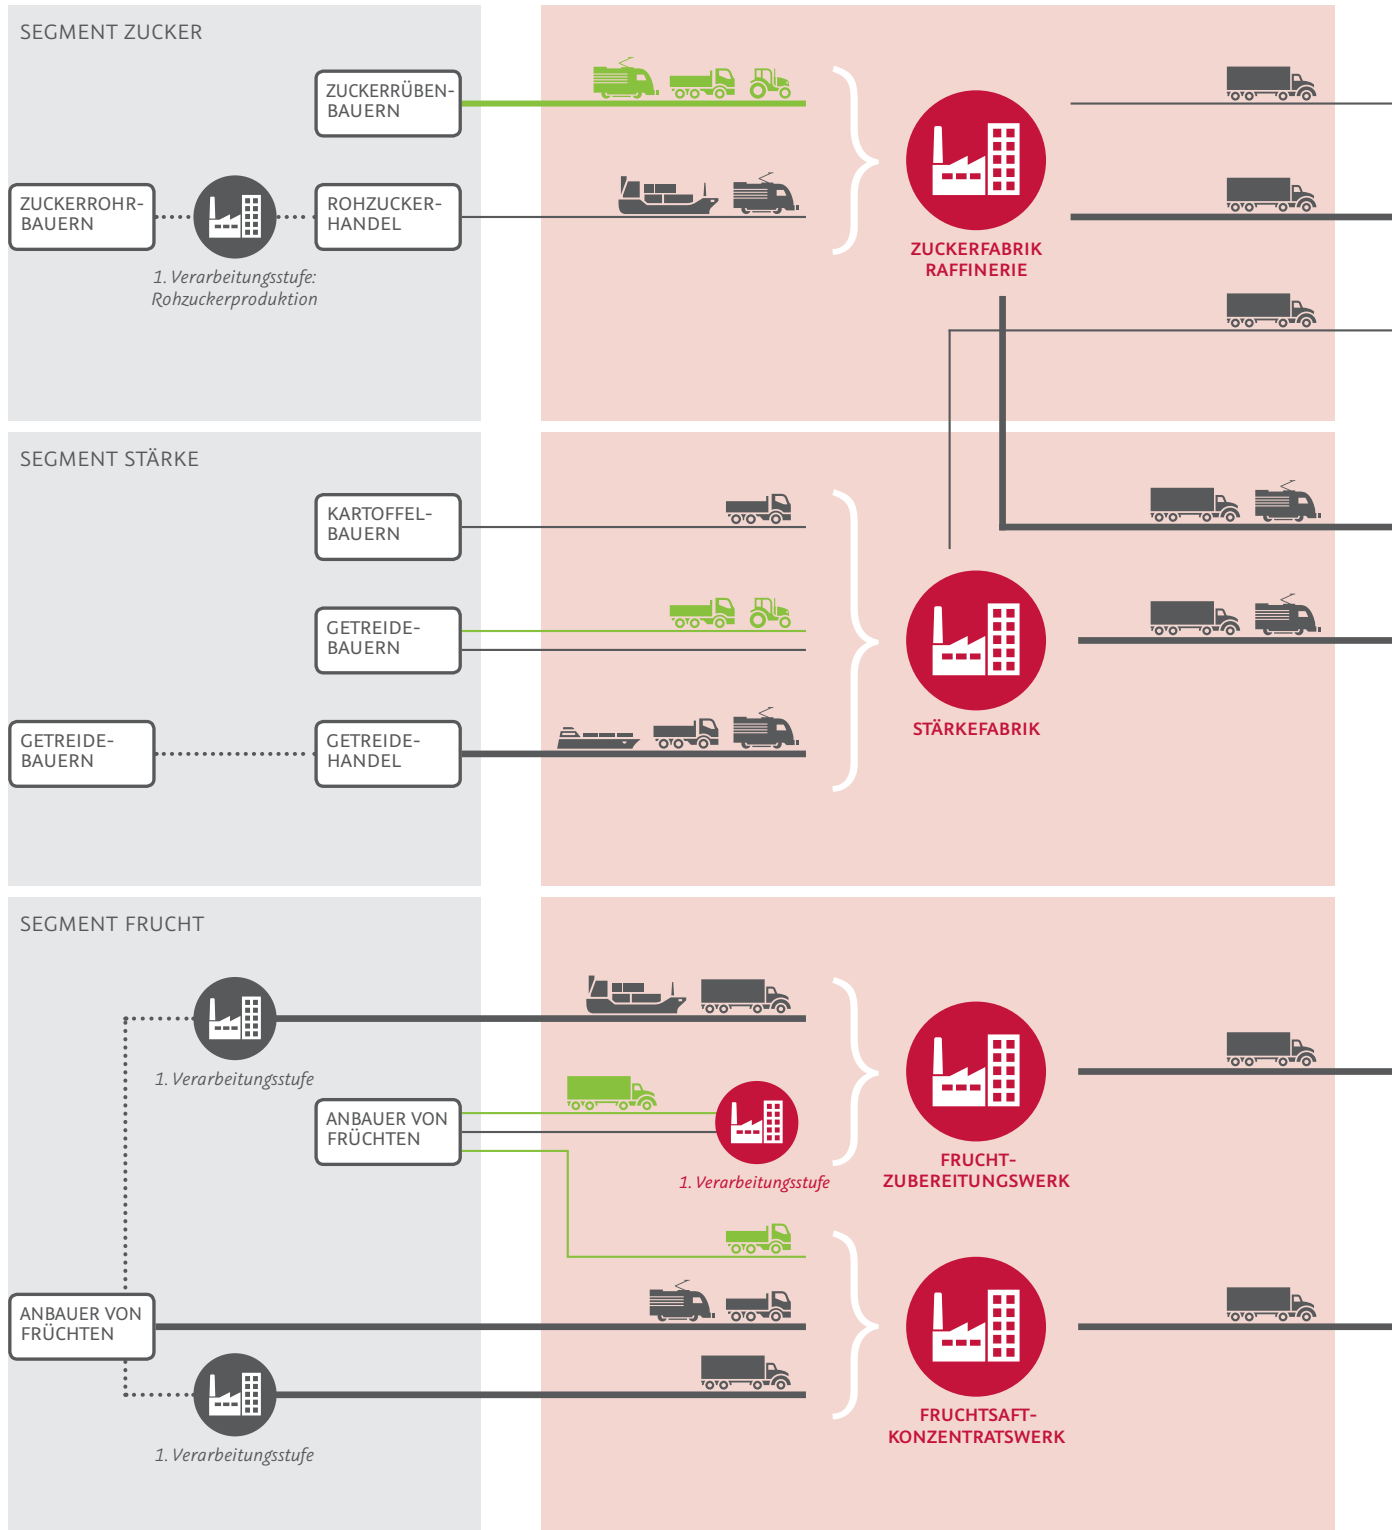 SEGMENT ZUCKER
ZUCKERRÜBEN-
BAUERN
ZUCKERROHR-
BAUERN
ROHZUCKER-
HANDEL
1. Verarbeitungsstufe:
Rohzuckerproduktion
ZUCKERFABRIK
RAFFINERIE
SEGMENT STÄRKE
KARTOFFEL-
BAUERN
GETREIDE-
BAUERN
GETREIDE-
BAUERN
GETREIDE-
HANDEL
STÄRKEFABRIK
SEGMENT FRUCHT
1. Verarbeitungsstufe
ANBAUER VON
FRÜCHTEN
1. Verarbeitungsstufe
FRUCHT-
ZUBEREITUNGSWERK
ANBAUER VON
FRÜCHTEN
1. Verarbeitungsstufe
FRUCHTSAFT-
KONZENTRATSWERK